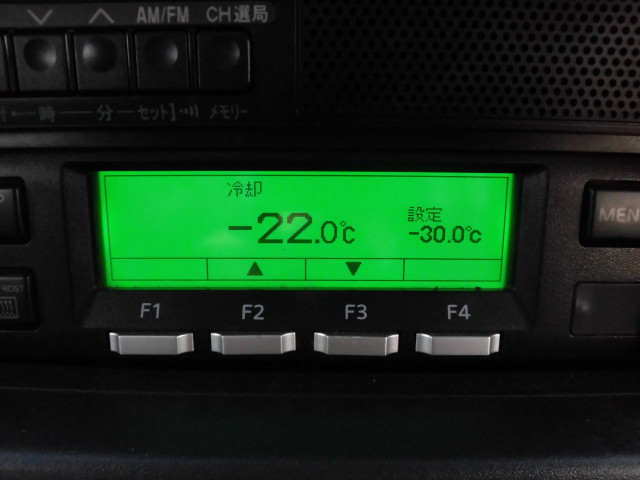 AM/FM CH選局
時 分 セット メモリー
冷却
-22.0℃
設定
-30.0℃
▲ ▼
MEN
F1 F2 F3 F4